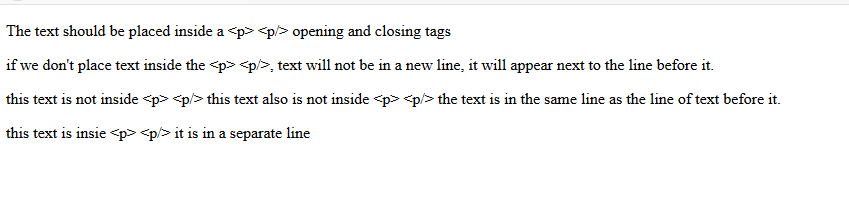 The text should be placed inside a <p> <p/> opening and closing tags
if we don't place text inside the <p> <p/>, text will not be in a new line, it will appear next to the line before it.
this text is not inside <p> <p/> this text also is not inside <p> <p/> the text is in the same line as the line of text before it.
this text is insie <p> <p/> it is in a separate line